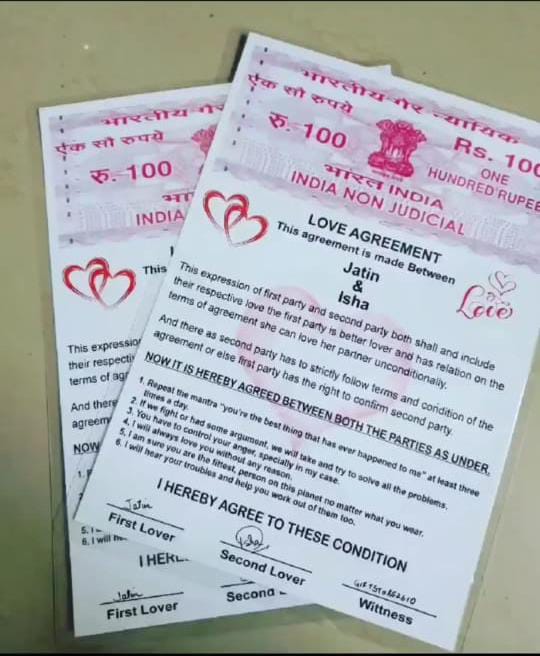 भारतीय गैर न्यायिक
एक सौ रुपये
रु. 100
Rs. 100
ONE
HUNDRED RUPEE
भारत INDIA
INDIA NON JUDICIAL
LOVE AGREEMENT
This agreement is made Between
Jatin
&
Isha
Love
This expression of first party and second party both shall and include
their respective love the first party is better lover and has relation on the
terms of agreement she can love her partner unconditionally.
And there as second party has to strictly follow terms and condition of the
agreement or else first party has the right to confirm second party.
NOW IT IS HEREBY AGREED BETWEEN BOTH THE PARTIES AS UNDER.
1. Repeat the mantra "you're the best thing that has ever happened to me" at least three
times a day.
2. If we fight or had some argument, we will take and try to solve all the problems.
3. You have to control your anger, specially in my case.
4. I will always love you without any reason.
5. I am sure you are the fittest, person on this planet no matter what you wear.
6. I will hear your troubles and help you work out of them too.
I HEREBY AGREE TO THESE CONDITION
Jatin
First Lover
Isha
Second Lover
GIFTSTORE2610
Witness
भारतीय गैर
एक सौ रुपये
रु. 100
INDIA
This
This expressio
their respecti
terms of ag
And there
agreem
NOW
5. I
6. I will h
I HERE
Jatin
First Lover
Second